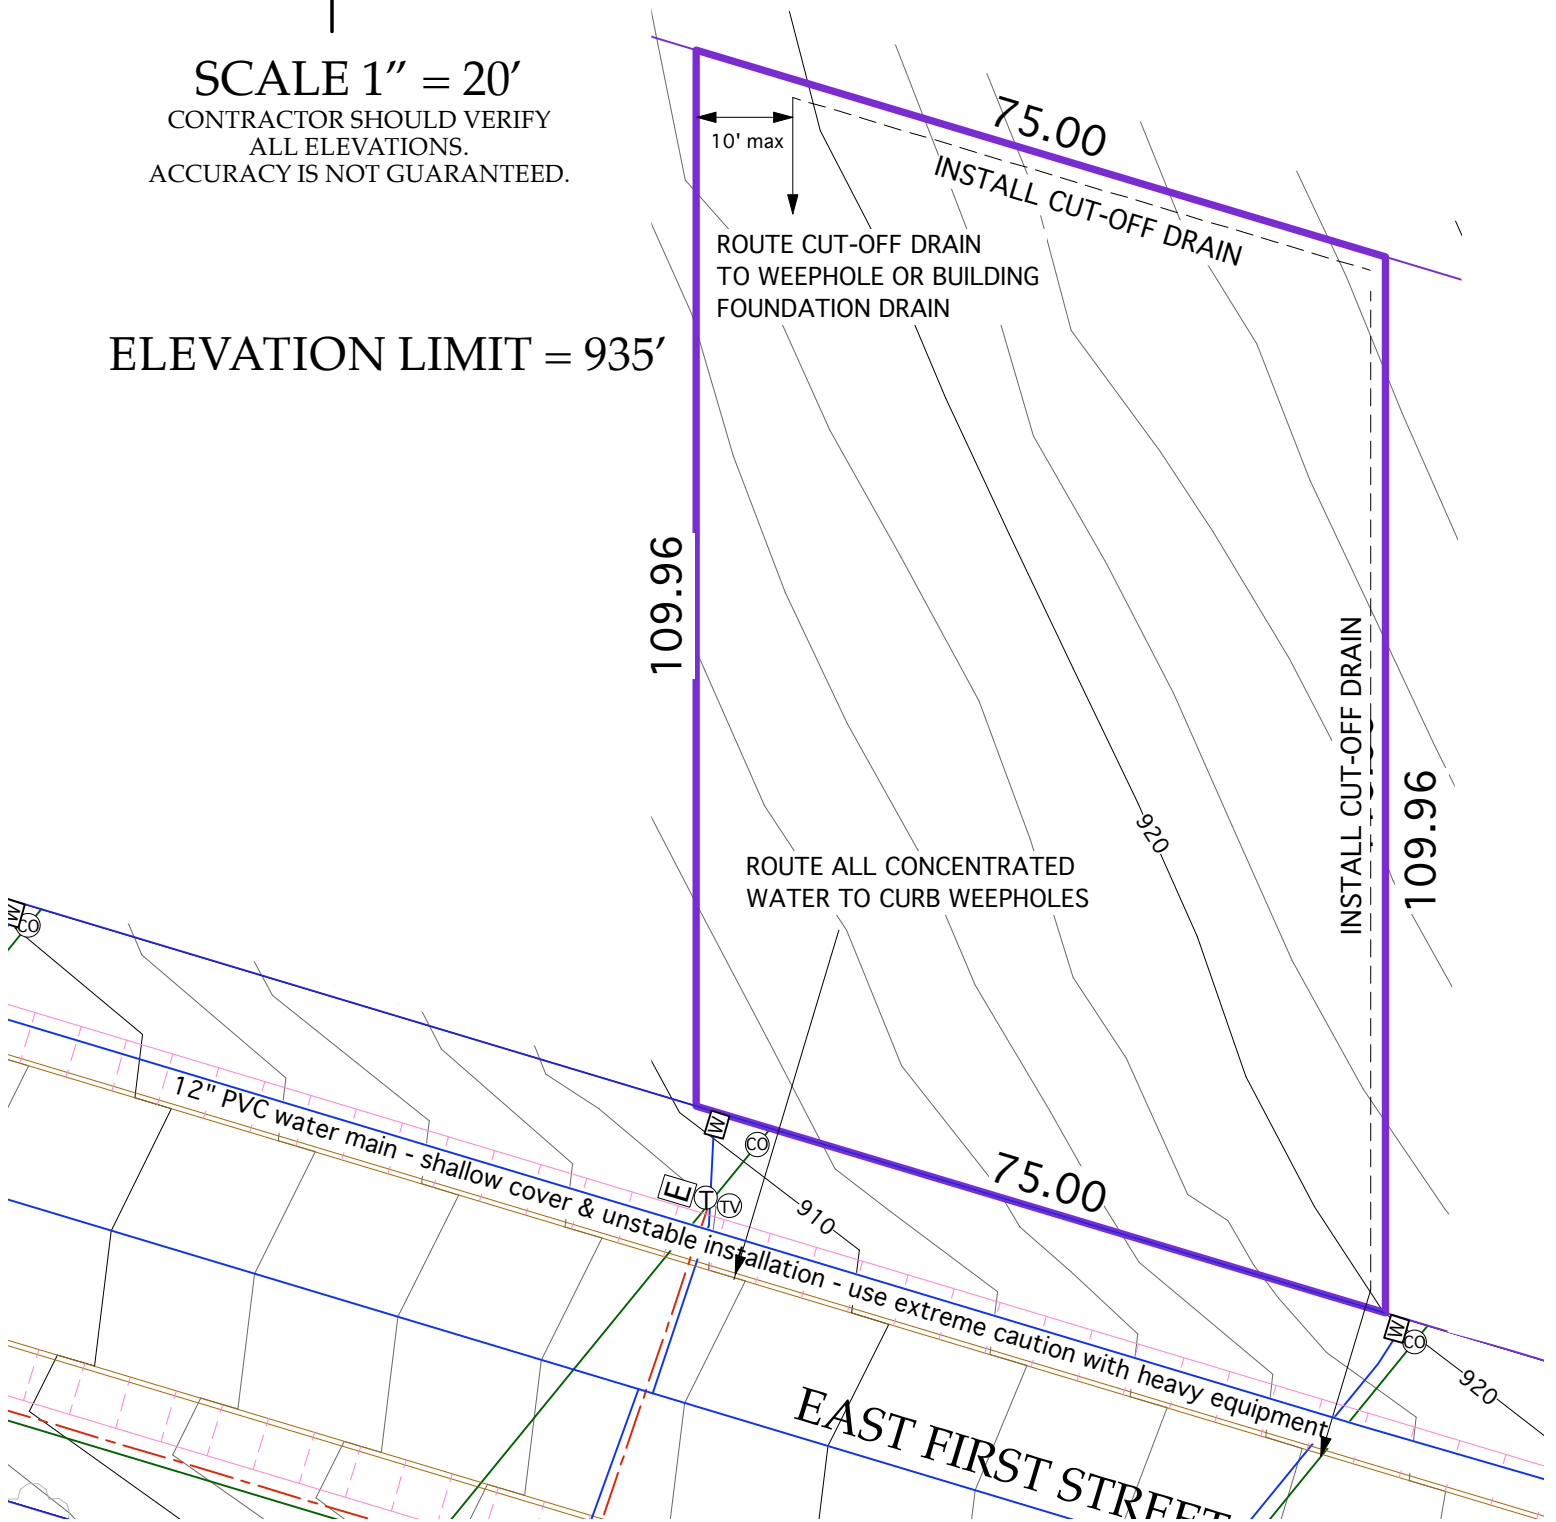 SCALE 1″ = 20′
CONTRACTOR SHOULD VERIFY
ALL ELEVATIONS.
ACCURACY IS NOT GUARANTEED.
ELEVATION LIMIT = 935′
10' max
75.00
INSTALL CUT-OFF DRAIN
ROUTE CUT-OFF DRAIN
TO WEEPHOLE OR BUILDING
FOUNDATION DRAIN
109.96
INSTALL CUT-OFF DRAIN
109.96
920
ROUTE ALL CONCENTRATED
WATER TO CURB WEEPHOLES
W
CO
W
CO
E
T
TV
910
75.00
12" PVC water main - shallow cover & unstable installation - use extreme caution with heavy equipment
W
CO
920
EAST FIRST STREET